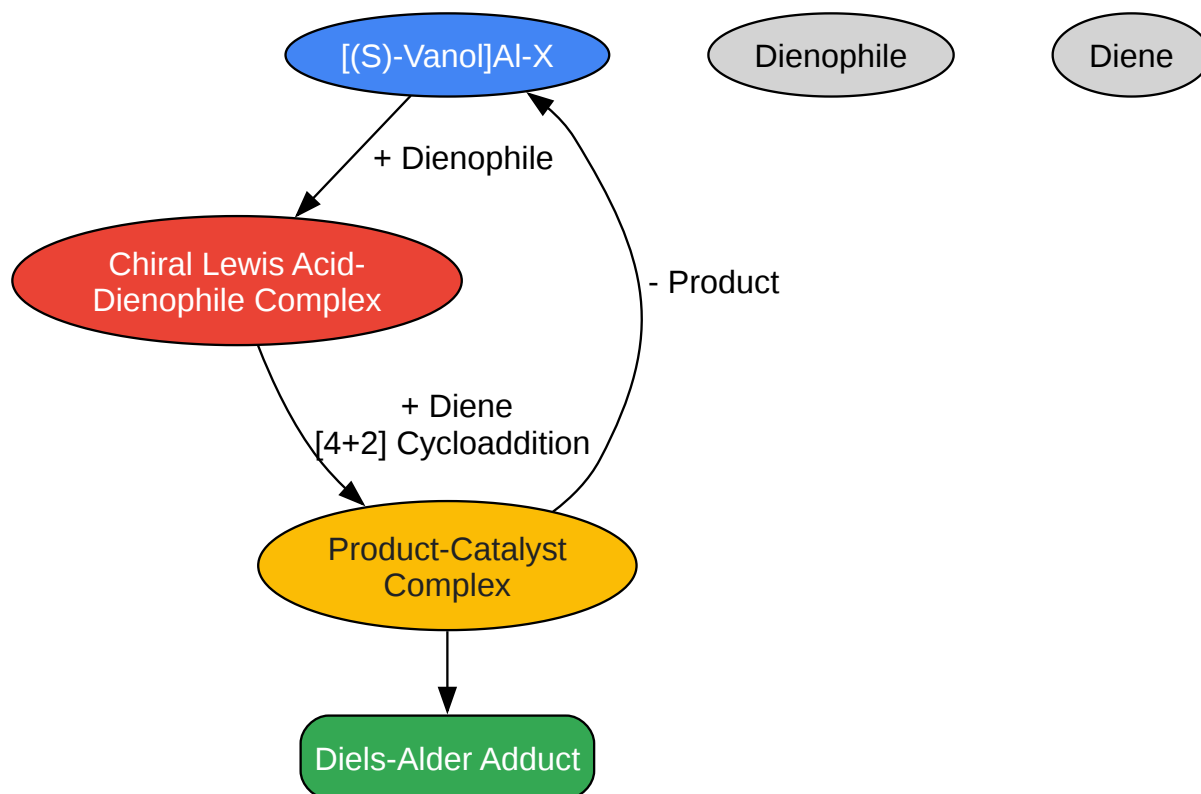 [(S)-Vanol]Al-X
Dienophile
Diene
+ Dienophile
Chiral Lewis Acid-
Dienophile Complex
- Product
+ Diene
[4+2] Cycloaddition
Product-Catalyst
Complex
Diels-Alder Adduct